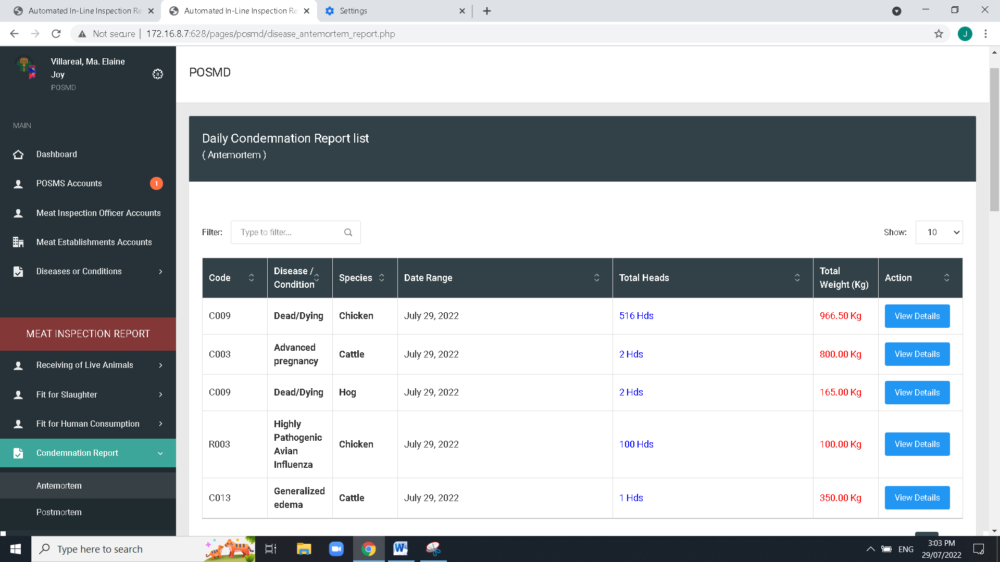 Automated In-Line Inspection Re
Automated In-Line Inspection Re
Settings
Not secure
172.16.8.7:628/pages/posmd/disease_antemortem_report.php
J
Villareal, Ma. Elaine
Joy
POSMD
MAIN
Dashboard
POSMS Accounts
1
Meat Inspection Officer Accounts
Meat Establishments Accounts
Diseases or Conditions
MEAT INSPECTION REPORT
Receiving of Live Animals
Fit for Slaughter
Fit for Human Consumption
Condemnation Report
Antemortem
Postmortem
POSMD
Daily Condemnation Report list
( Antemortem )
Filter:
Type to filter...
Show:
10
Code
Disease /
Condition
Species
Date Range
Total Heads
Total
Weight (Kg)
Action
C009
Dead/Dying
Chicken
July 29, 2022
516 Hds
966.50 Kg
View Details
C003
Advanced
pregnancy
Cattle
July 29, 2022
2 Hds
800.00 Kg
View Details
C009
Dead/Dying
Hog
July 29, 2022
2 Hds
165.00 Kg
View Details
R003
Highly
Pathogenic
Avian
Influenza
Chicken
July 29, 2022
100 Hds
100.00 Kg
View Details
C013
Generalized
edema
Cattle
July 29, 2022
1 Hds
350.00 Kg
View Details
Type here to search
ENG
3:03 PM
29/07/2022